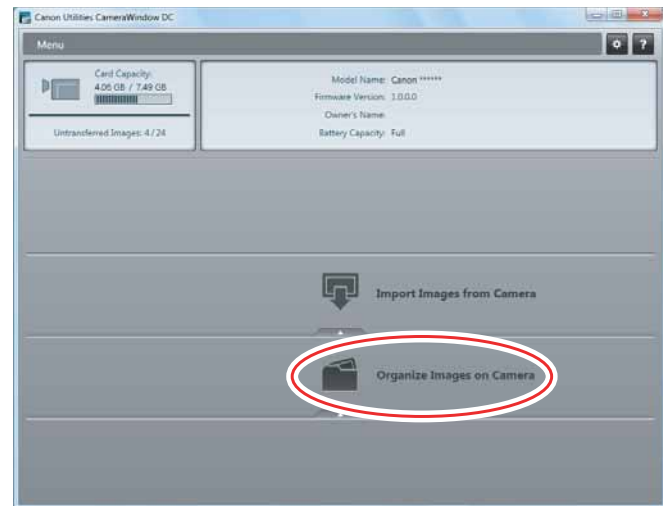 Canon Utilities CameraWindow DC
Menu
?
Card Capacity:
4.06 GB / 7.49 GB
Untransferred Images: 4 / 24
Model Name: Canon ******
Firmware Version: 1.0.0.0
Owner's Name:
Battery Capacity: Full
Import Images from Camera
Organize Images on Camera